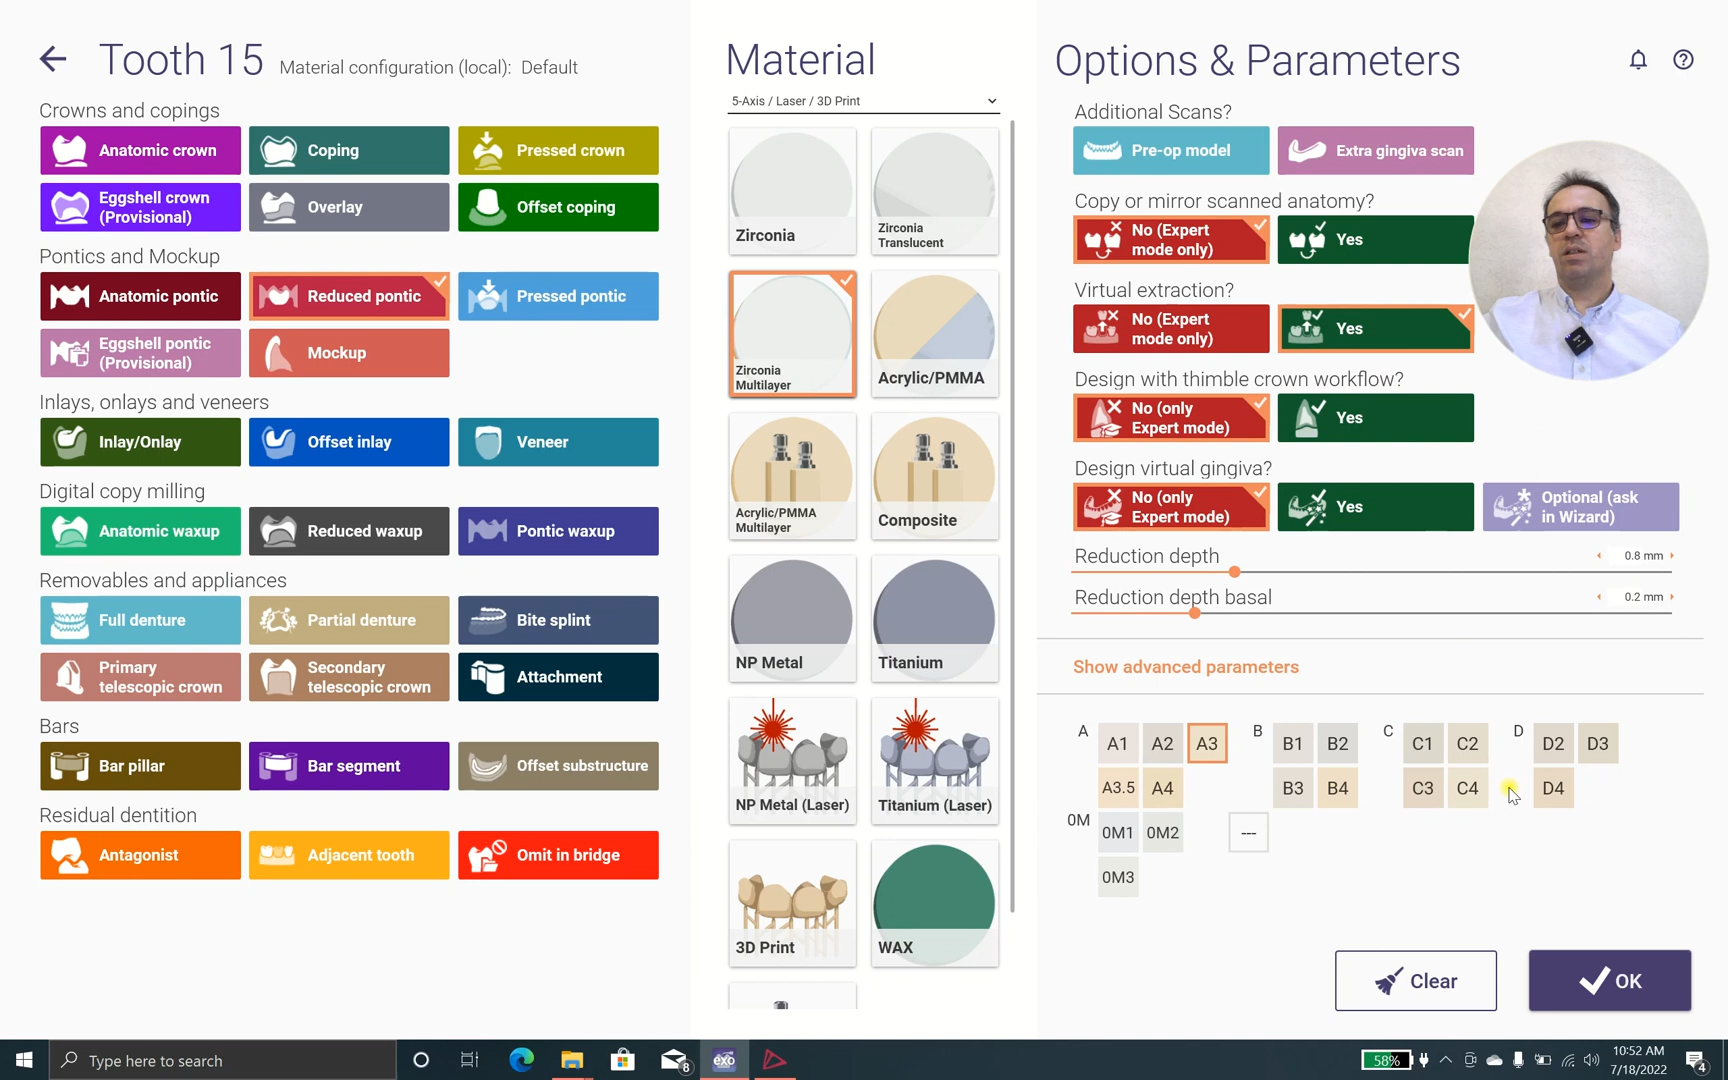 Tooth 15 Material configuration (local): Default
Crowns and copings
Anatomic crown
Coping
Pressed crown
Eggshell crown
(Provisional)
Overlay
Offset coping
Pontics and Mockup
Anatomic pontic
Reduced pontic
Pressed pontic
Eggshell pontic
(Provisional)
Mockup
Inlays, onlays and veneers
Inlay/Onlay
Offset inlay
Veneer
Digital copy milling
Anatomic waxup
Reduced waxup
Pontic waxup
Removables and appliances
Full denture
Partial denture
Bite splint
Primary
telescopic crown
Secondary
telescopic crown
Attachment
Bars
Bar pillar
Bar segment
Offset substructure
Residual dentition
Antagonist
Adjacent tooth
Omit in bridge
Material
5-Axis / Laser / 3D Print
Zirconia
Zirconia
Translucent
Zirconia
Multilayer
Acrylic/PMMA
Acrylic/PMMA
Multilayer
Composite
NP Metal
Titanium
NP Metal (Laser)
Titanium (Laser)
3D Print
WAX
Options & Parameters
Additional Scans?
Pre-op model
Extra gingiva scan
Copy or mirror scanned anatomy?
No (Expert
mode only)
Yes
Virtual extraction?
No (Expert
mode only)
Yes
Design with thimble crown workflow?
No (only
Expert mode)
Yes
Design virtual gingiva?
No (only
Expert mode)
Yes
Optional (ask
in Wizard)
Reduction depth 0.8 mm
Reduction depth basal 0.2 mm
Show advanced parameters
A A1 A2 A3 B B1 B2 C C1 C2 D D2 D3
A3.5 A4 B3 B4 C3 C4 D4
0M 0M1 0M2 ---
0M3
Clear
OK
Type here to search
8
exo
58%
10:52 AM
7/18/2022
4